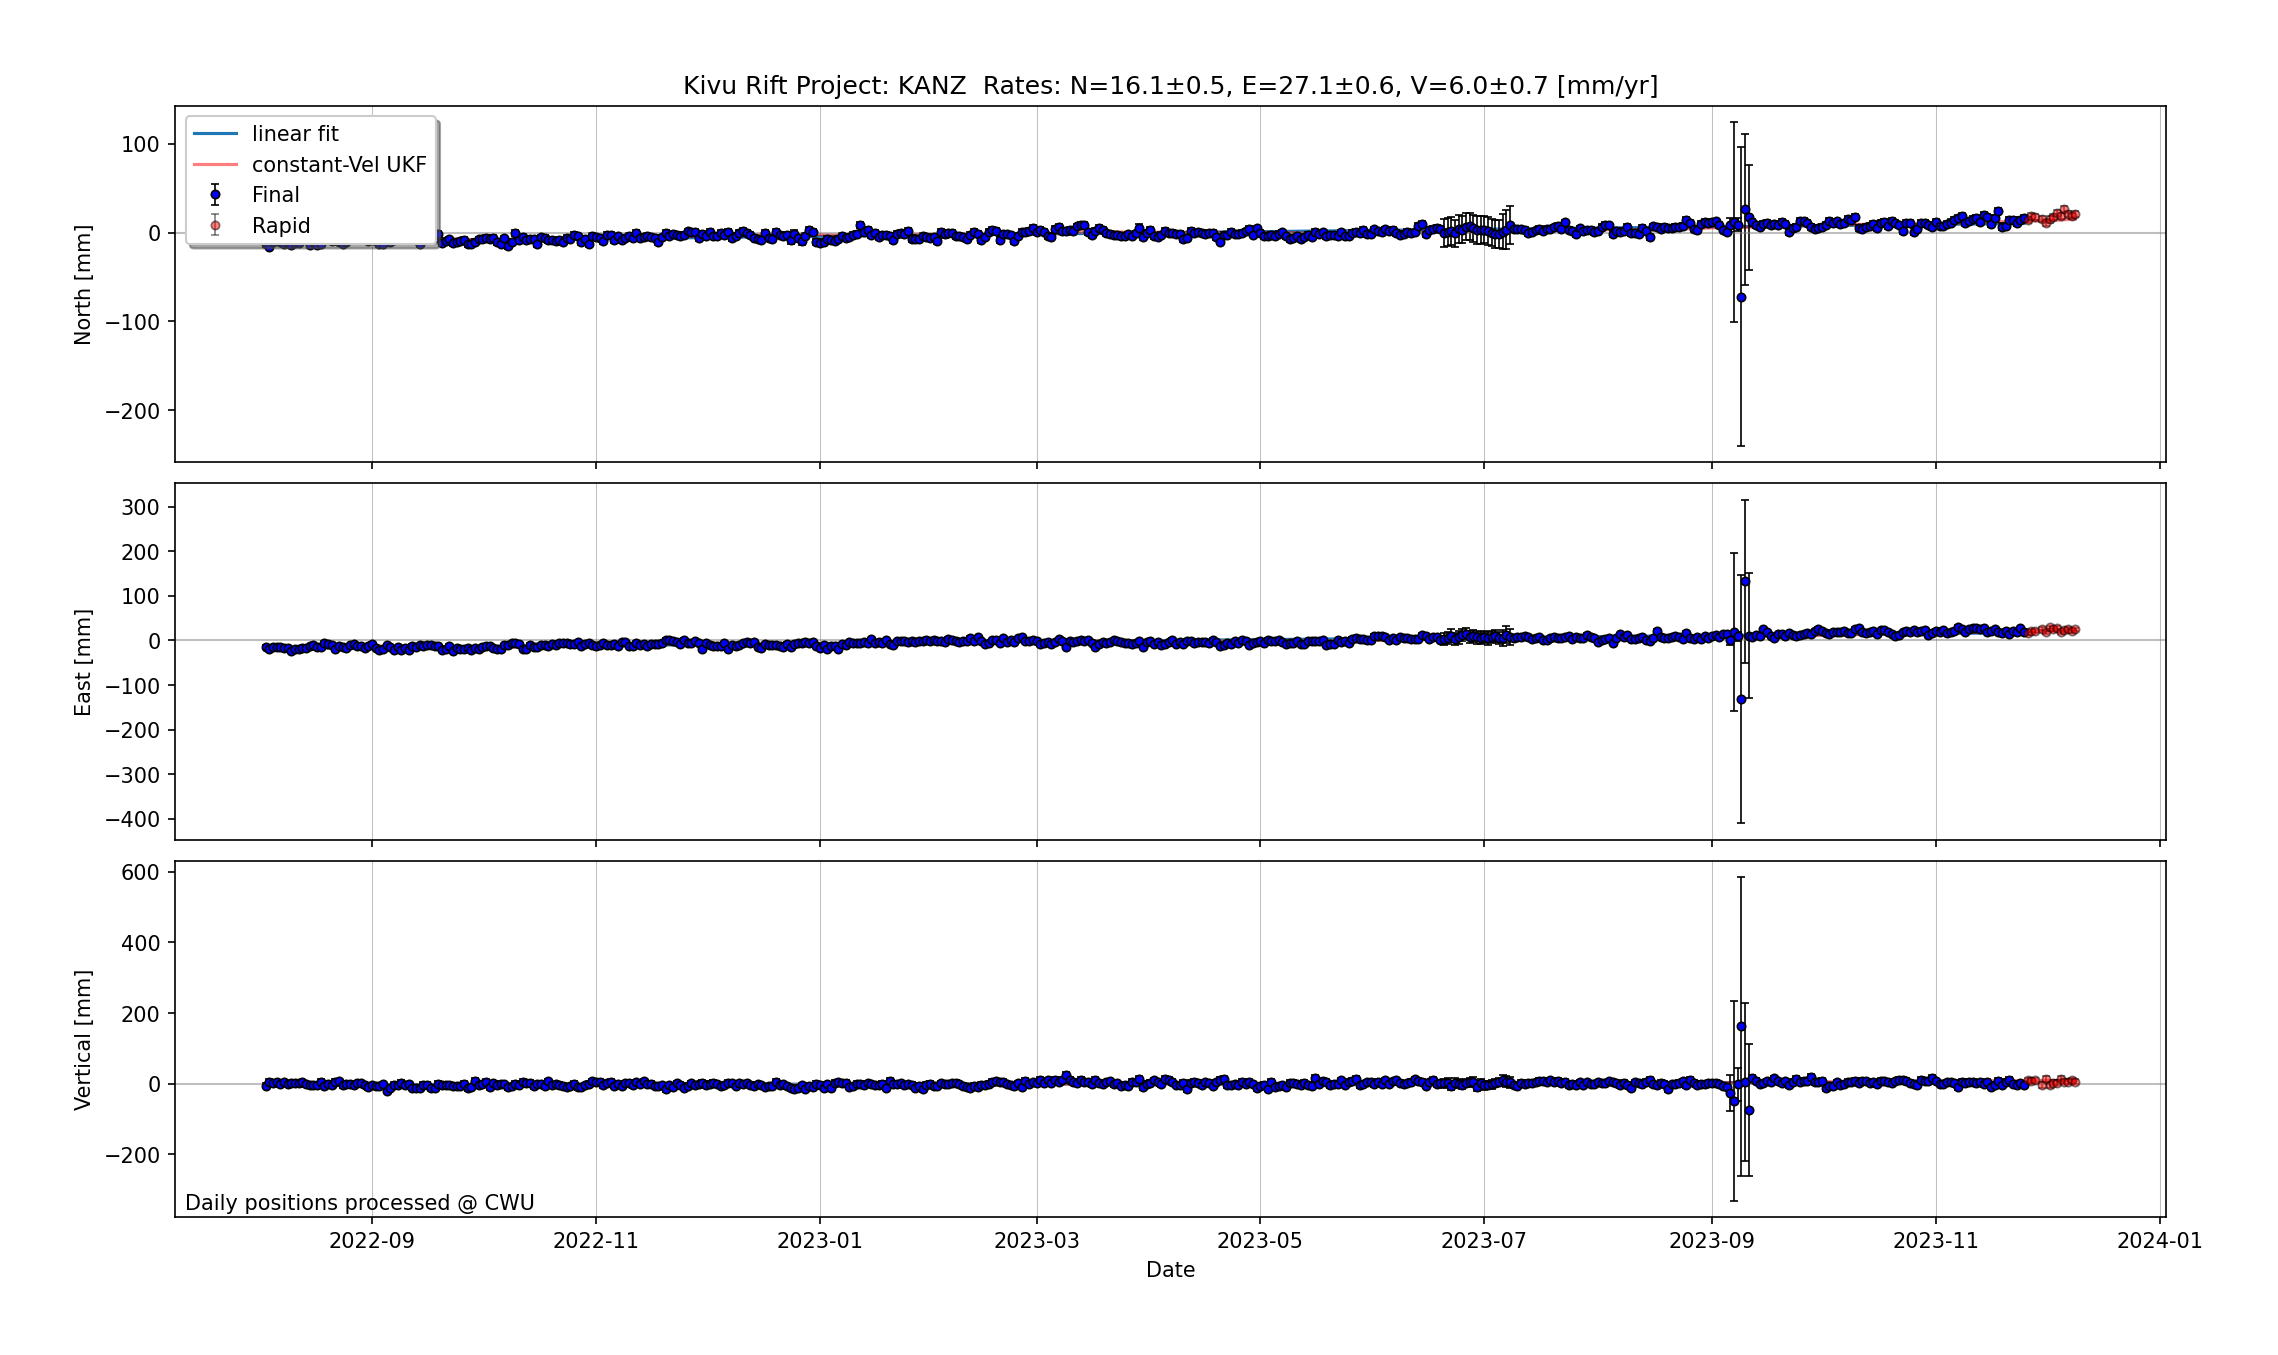 Kivu Rift Project: KANZ  Rates: N=16.1±0.5, E=27.1±0.6, V=6.0±0.7 [mm/yr]
linear fit
constant-Vel UKF
Final
Rapid
100
0
−100
−200
North [mm]
300
200
100
0
−100
−200
−300
−400
East [mm]
600
400
200
0
−200
Vertical [mm]
Daily positions processed @ CWU
2022-09
2022-11
2023-01
2023-03
2023-05
2023-07
2023-09
2023-11
2024-01
Date